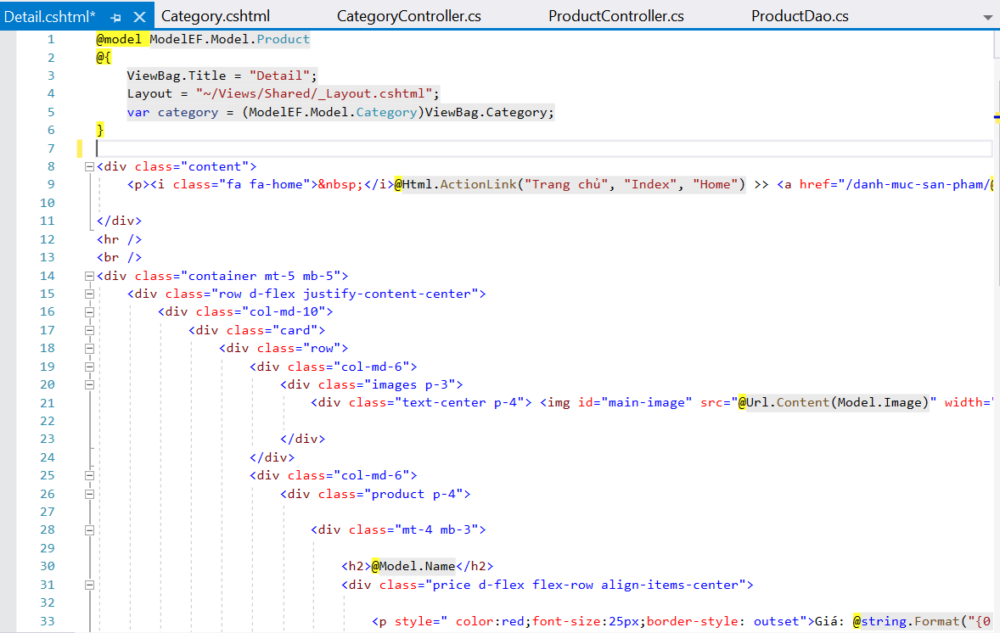 Detail.cshtml* Category.cshtml CategoryController.cs ProductController.cs ProductDao.cs
1 @model ModelEF.Model.Product
2 @{
3 ViewBag.Title = "Detail";
4 Layout = "~/Views/Shared/_Layout.cshtml";
5 var category = (ModelEF.Model.Category)ViewBag.Category;
6 }
7
8 <div class="content">
9 <p><i class="fa fa-home">&nbsp;</i>@Html.ActionLink("Trang chủ", "Index", "Home") >> <a href="/danh-muc-san-pham/@
10
11 </div>
12 <hr />
13 <br />
14 <div class="container mt-5 mb-5">
15 <div class="row d-flex justify-content-center">
16 <div class="col-md-10">
17 <div class="card">
18 <div class="row">
19 <div class="col-md-6">
20 <div class="images p-3">
21 <div class="text-center p-4"> <img id="main-image" src="@Url.Content(Model.Image)" width="
22
23 </div>
24 </div>
25 <div class="col-md-6">
26 <div class="product p-4">
27
28 <div class="mt-4 mb-3">
29
30 <h2>@Model.Name</h2>
31 <div class="price d-flex flex-row align-items-center">
32
33 <p style=" color:red;font-size:25px;border-style: outset">Giá: @string.Format("{0